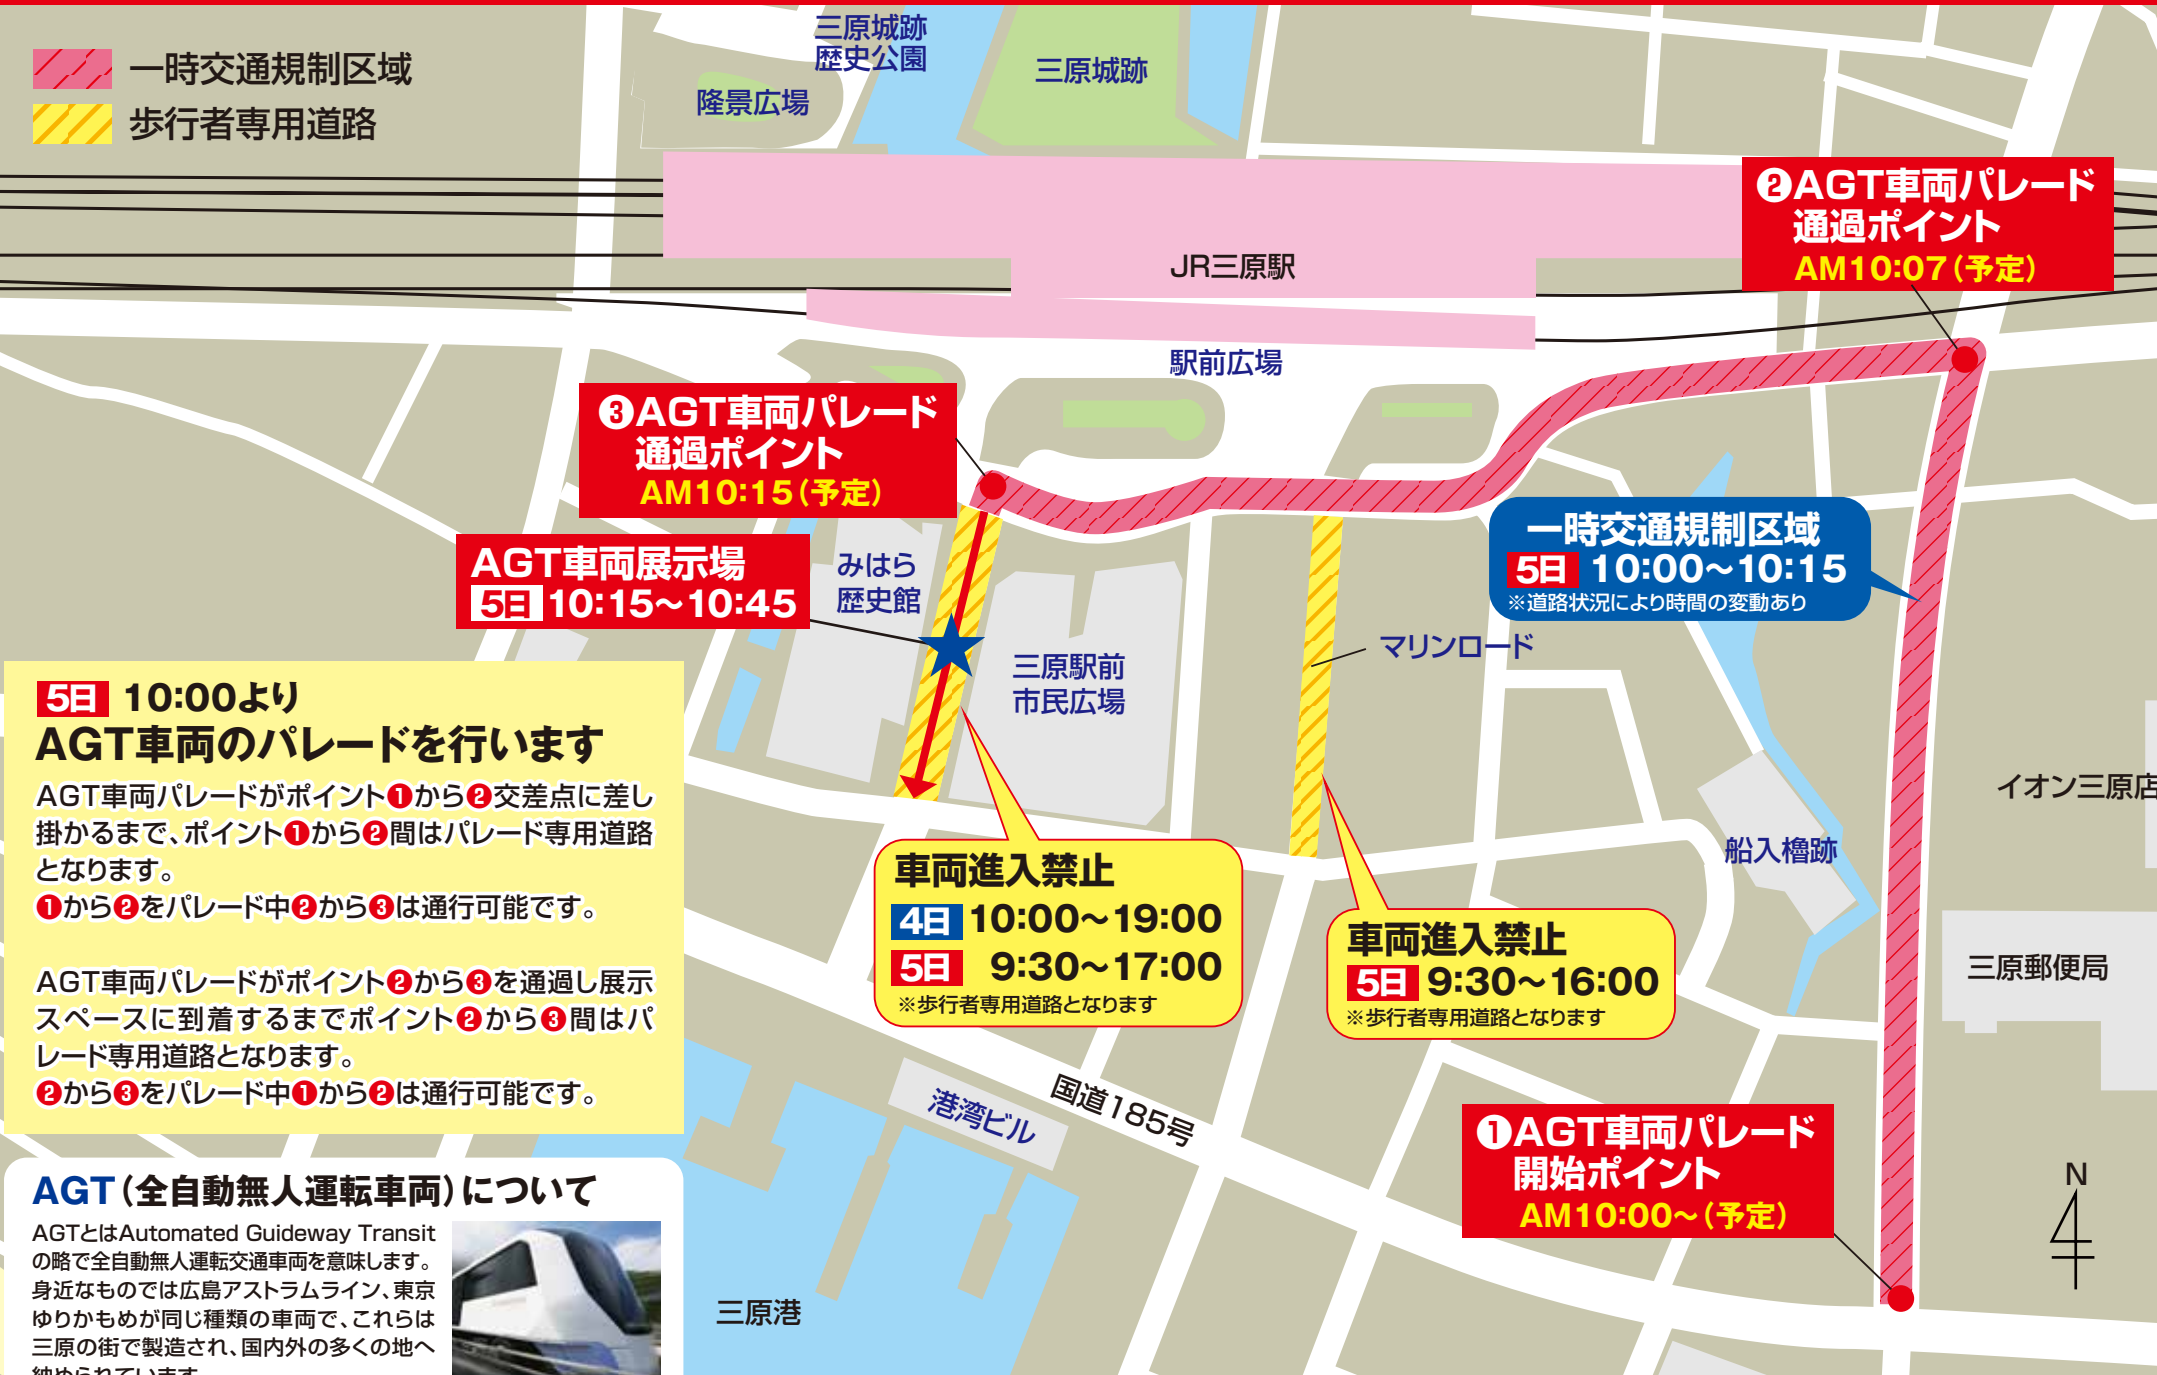 一時交通規制区域
歩行者専用道路
三原城跡
歴史公園
三原城跡
隆景広場
❷AGT車両パレード
通過ポイント
AM10:07(予定)
JR三原駅
駅前広場
❸AGT車両パレード
通過ポイント
AM10:15(予定)
AGT車両展示場
5日 10:15～10:45
みはら
歴史館
一時交通規制区域
5日 10:00～10:15
※道路状況により時間の変動あり
マリンロード
三原駅前
市民広場
5日 10:00より
AGT車両のパレードを行います
AGT車両パレードがポイント❶から❷交差点に差し
掛かるまで、ポイント❶から❷間はパレード専用道路
となります。
❶から❷をパレード中❷から❸は通行可能です。
AGT車両パレードがポイント❷から❸を通過し展示
スペースに到着するまでポイント❷から❸間はパ
レード専用道路となります。
❷から❸をパレード中❶から❷は通行可能です。
イオン三原店
船入櫓跡
車両進入禁止
4日 10:00～19:00
5日 9:30～17:00
※歩行者専用道路となります
車両進入禁止
5日 9:30～16:00
※歩行者専用道路となります
三原郵便局
港湾ビル
国道185号
❶AGT車両パレード
開始ポイント
AM10:00～(予定)
N
AGT(全自動無人運転車両)について
AGTとはAutomated Guideway Transit
の略で全自動無人運転交通車両を意味します。
身近なものでは広島アストラムライン、東京
ゆりかもめが同じ種類の車両で、これらは
三原の街で製造され、国内外の多くの地へ
納められています。
三原港